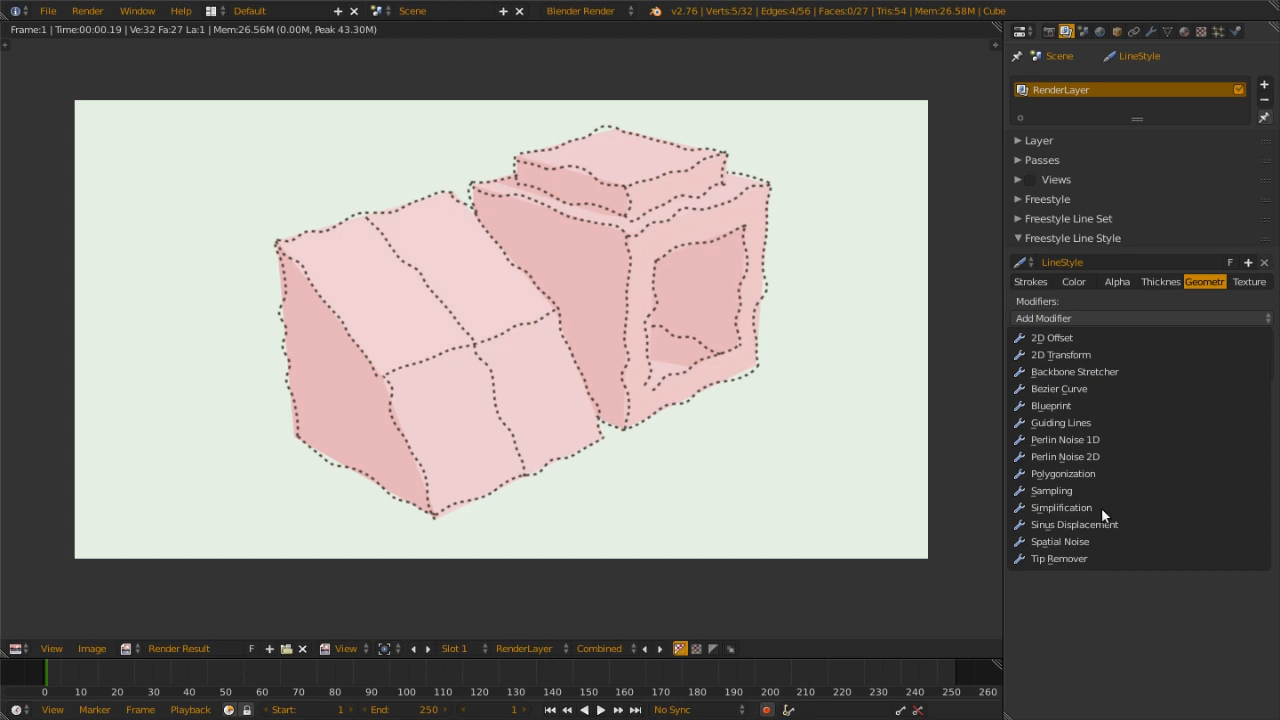 File Render Window Help Default Scene Blender Render v2.76 | Verts:5/32 | Edges:4/56 | Faces:0/27 | Tris:54 | Mem:26.58M | Cube
Frame:1 | Time:00:00.19 | Ve:32 Fa:27 La:1 | Mem:26.56M (0.00M, Peak 43.30M)
Scene LineStyle
RenderLayer
Layer
Passes
Views
Freestyle
Freestyle Line Set
Freestyle Line Style
LineStyle F
Strokes Color Alpha Thicknes Geometr Texture
Modifiers:
Add Modifier
2D Offset
2D Transform
Backbone Stretcher
Bezier Curve
Blueprint
Guiding Lines
Perlin Noise 1D
Perlin Noise 2D
Polygonization
Sampling
Simplification
Sinus Displacement
Spatial Noise
Tip Remover
View Image Render Result F View Slot 1 RenderLayer Combined
0 10 20 30 40 50 60 70 80 90 100 110 120 130 140 150 160 170 180 190 200 210 220 230 240 250 260
View Marker Frame Playback Start: 1 End: 250 1 No Sync